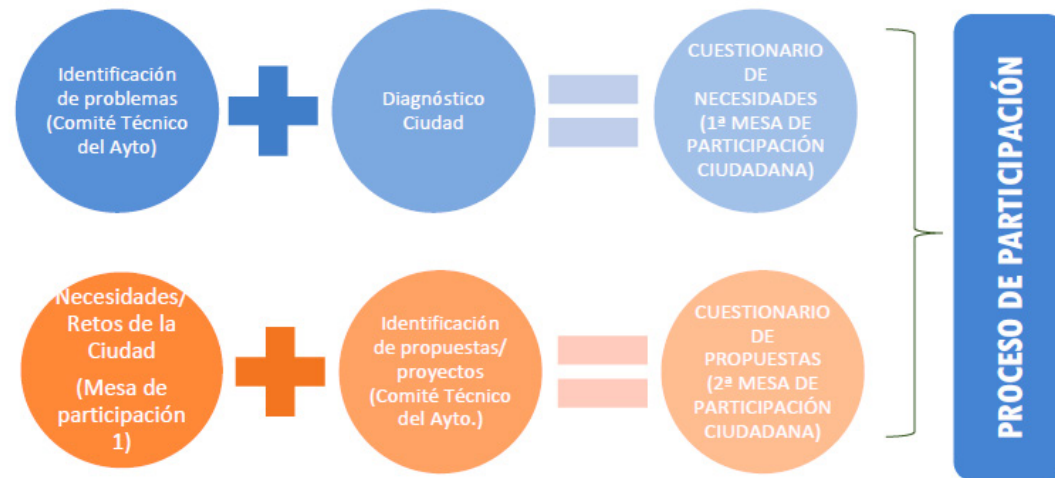 Identificación
de problemas
(Comité Técnico
del Ayto)
Diagnóstico
Ciudad
CUESTIONARIO
DE
NECESIDADES
(1ª MESA DE
PARTICIPACIÓN
CIUDADANA)
Necesidades/
Retos de la
Ciudad
(Mesa de
participación
1)
Identificación
de propuestas/
proyectos
(Comité Técnico
del Ayto.)
CUESTIONARIO
DE
PROPUESTAS
(2ª MESA DE
PARTICIPACIÓN
CIUDADANA)
PROCESO DE PARTICIPACIÓN